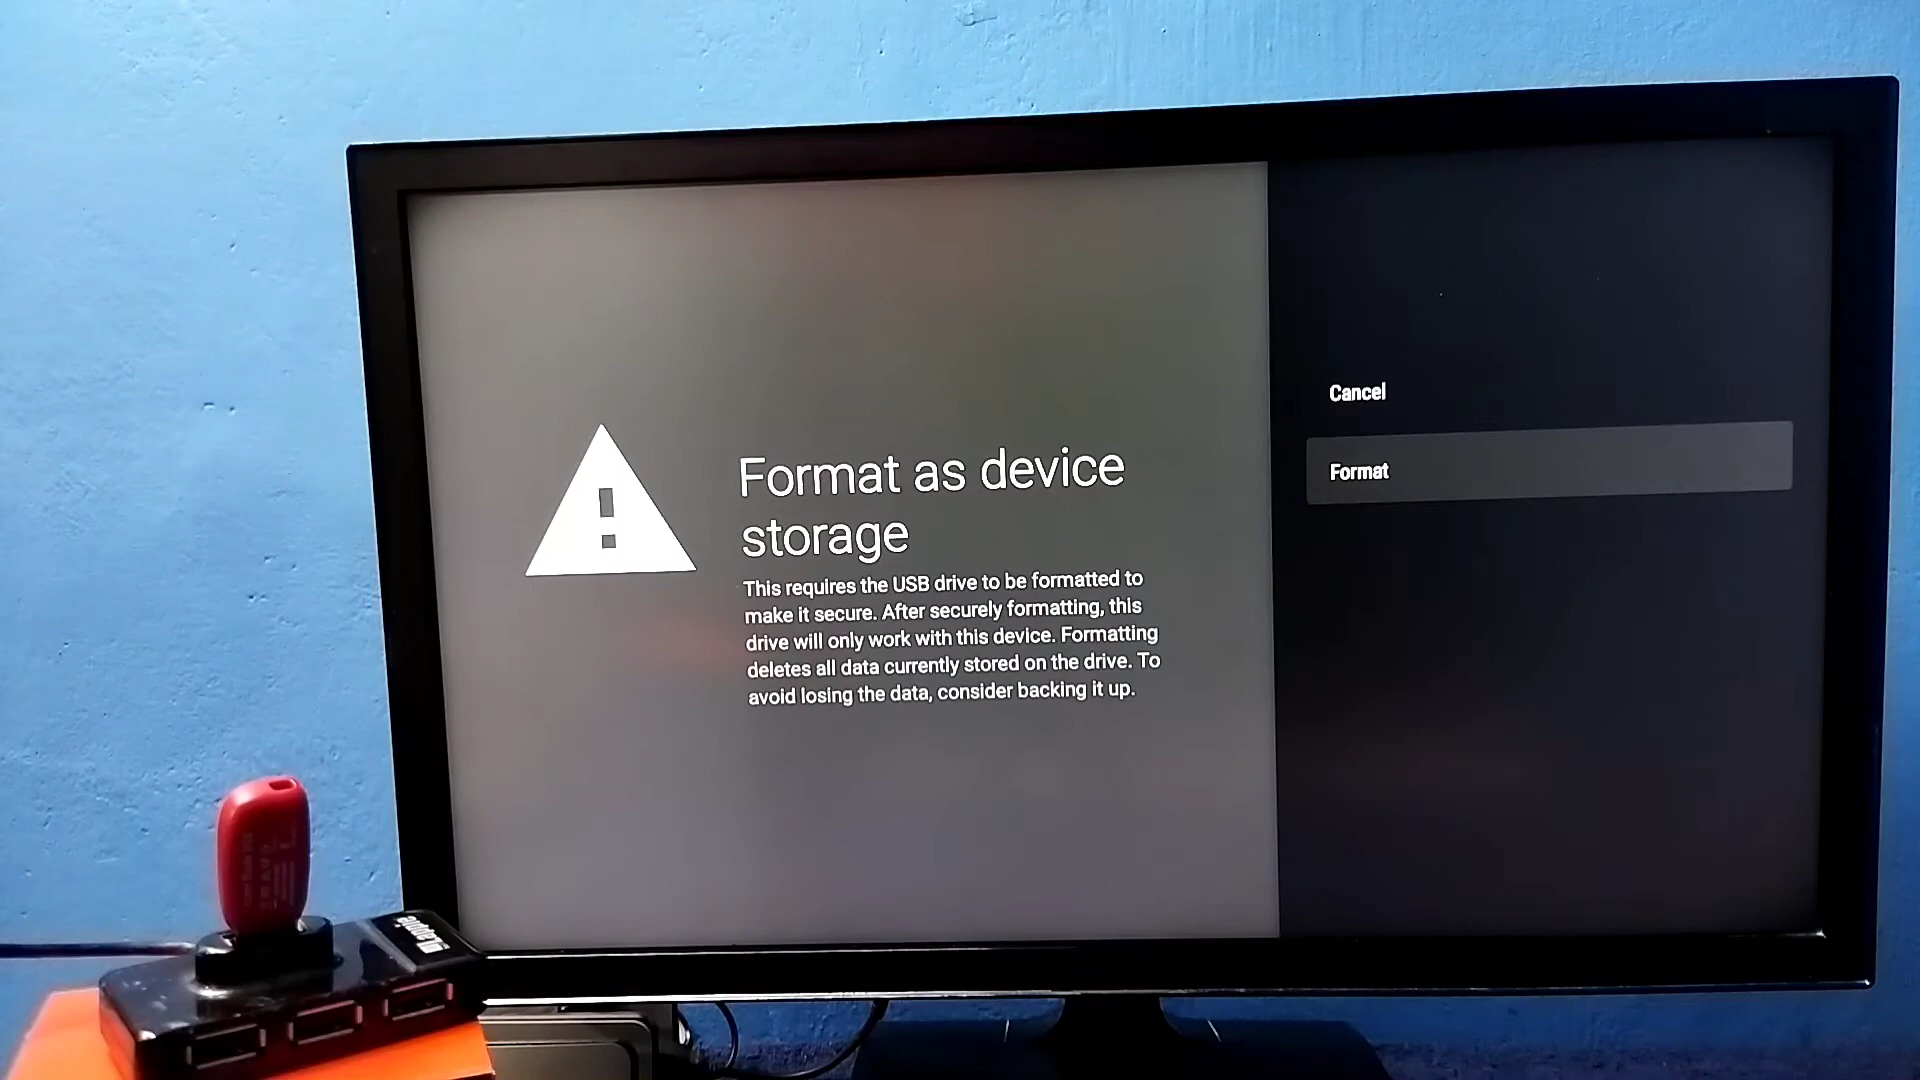 Format as device
storage
This requires the USB drive to be formatted to
make it secure. After securely formatting, this
drive will only work with this device. Formatting
deletes all data currently stored on the drive. To
avoid losing the data, consider backing it up.
Cancel
Format
Lappie